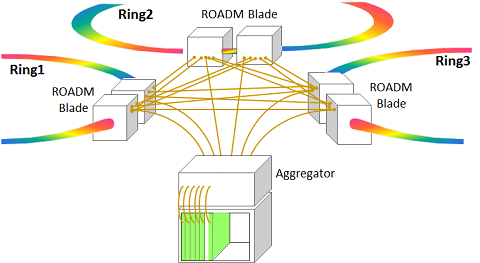 Ring2
ROADM Blade
Ring1
Ring3
ROADM
Blade
ROADM
Blade
Aggregator